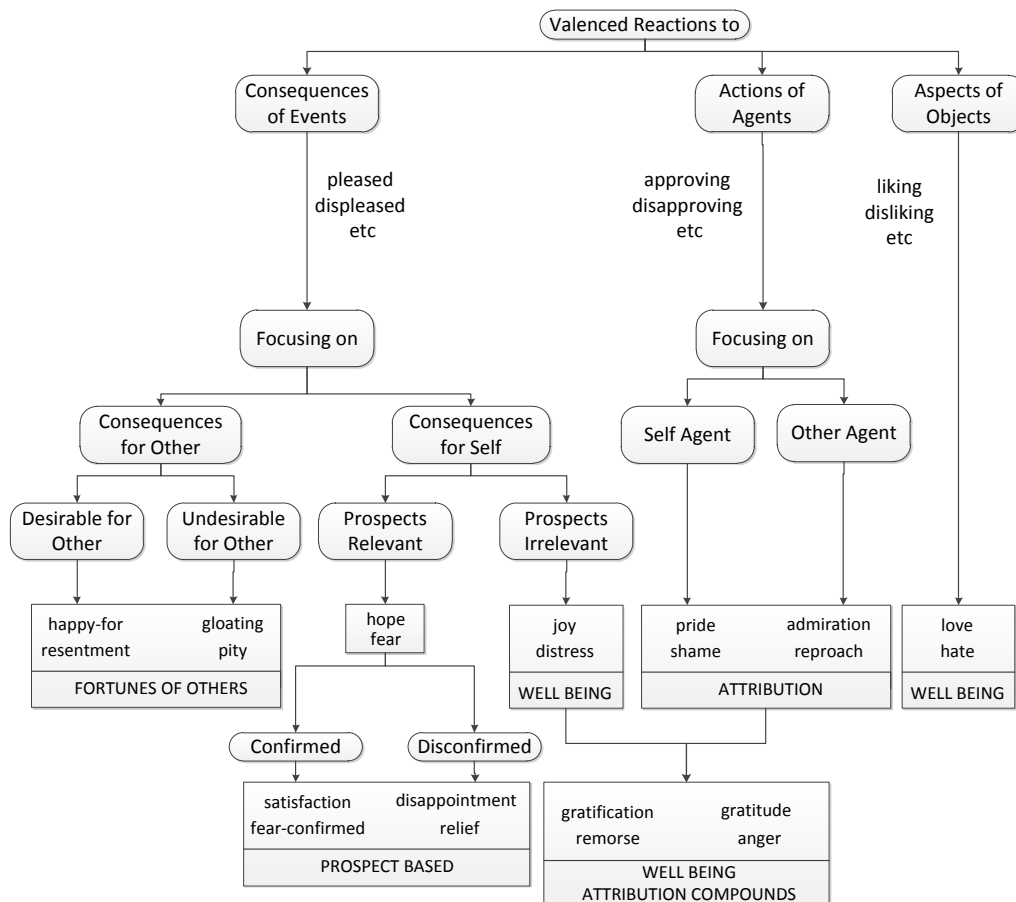 Valenced Reactions to
Consequences
of Events
Actions of
Agents
Aspects of
Objects
pleased
displeased
etc
approving
disapproving
etc
liking
disliking
etc
Focusing on
Focusing on
Consequences
for Other
Consequences
for Self
Self Agent
Other Agent
Desirable for
Other
Undesirable
for Other
Prospects
Relevant
Prospects
Irrelevant
happy-for
resentment
gloating
pity
FORTUNES OF OTHERS
hope
fear
joy
distress
WELL BEING
pride
shame
admiration
reproach
ATTRIBUTION
love
hate
WELL BEING
Confirmed
Disconfirmed
satisfaction
fear-confirmed
disappointment
relief
PROSPECT BASED
gratification
remorse
gratitude
anger
WELL BEING
ATTRIBUTION COMPOUNDS